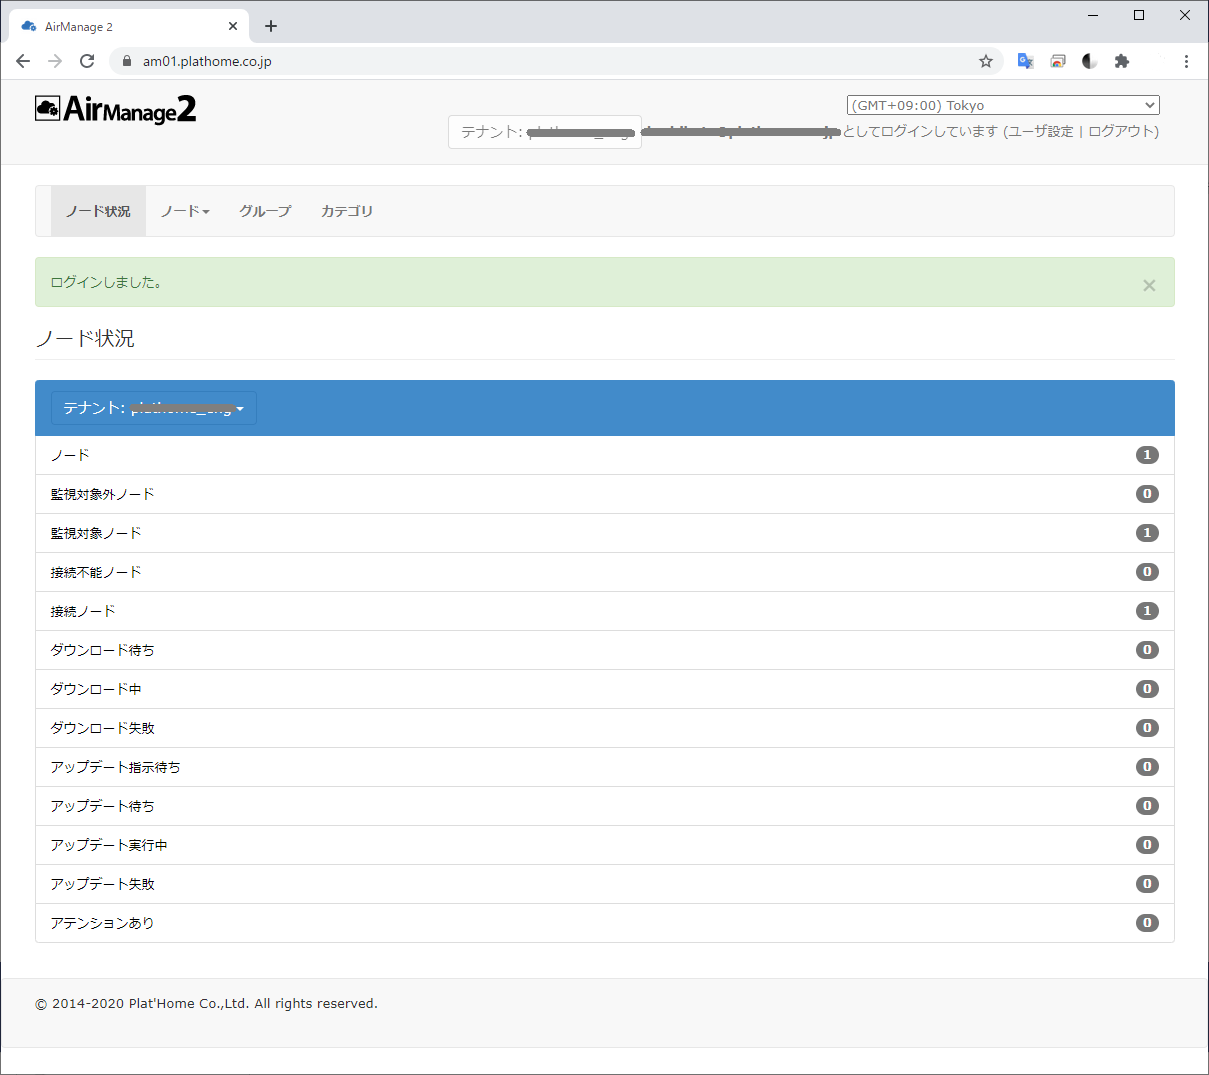 AirManage 2
am01.plathome.co.jp
AirManage2
(GMT+09:00) Tokyo
テナント: としてログインしています (ユーザ設定 | ログアウト)
ノード状況 ノード グループ カテゴリ
ログインしました。
×
ノード状況
テナント:
ノード 1
監視対象外ノード 0
監視対象ノード 1
接続不能ノード 0
接続ノード 1
ダウンロード待ち 0
ダウンロード中 0
ダウンロード失敗 0
アップデート指示待ち 0
アップデート待ち 0
アップデート実行中 0
アップデート失敗 0
アテンションあり 0
© 2014-2020 Plat'Home Co.,Ltd. All rights reserved.